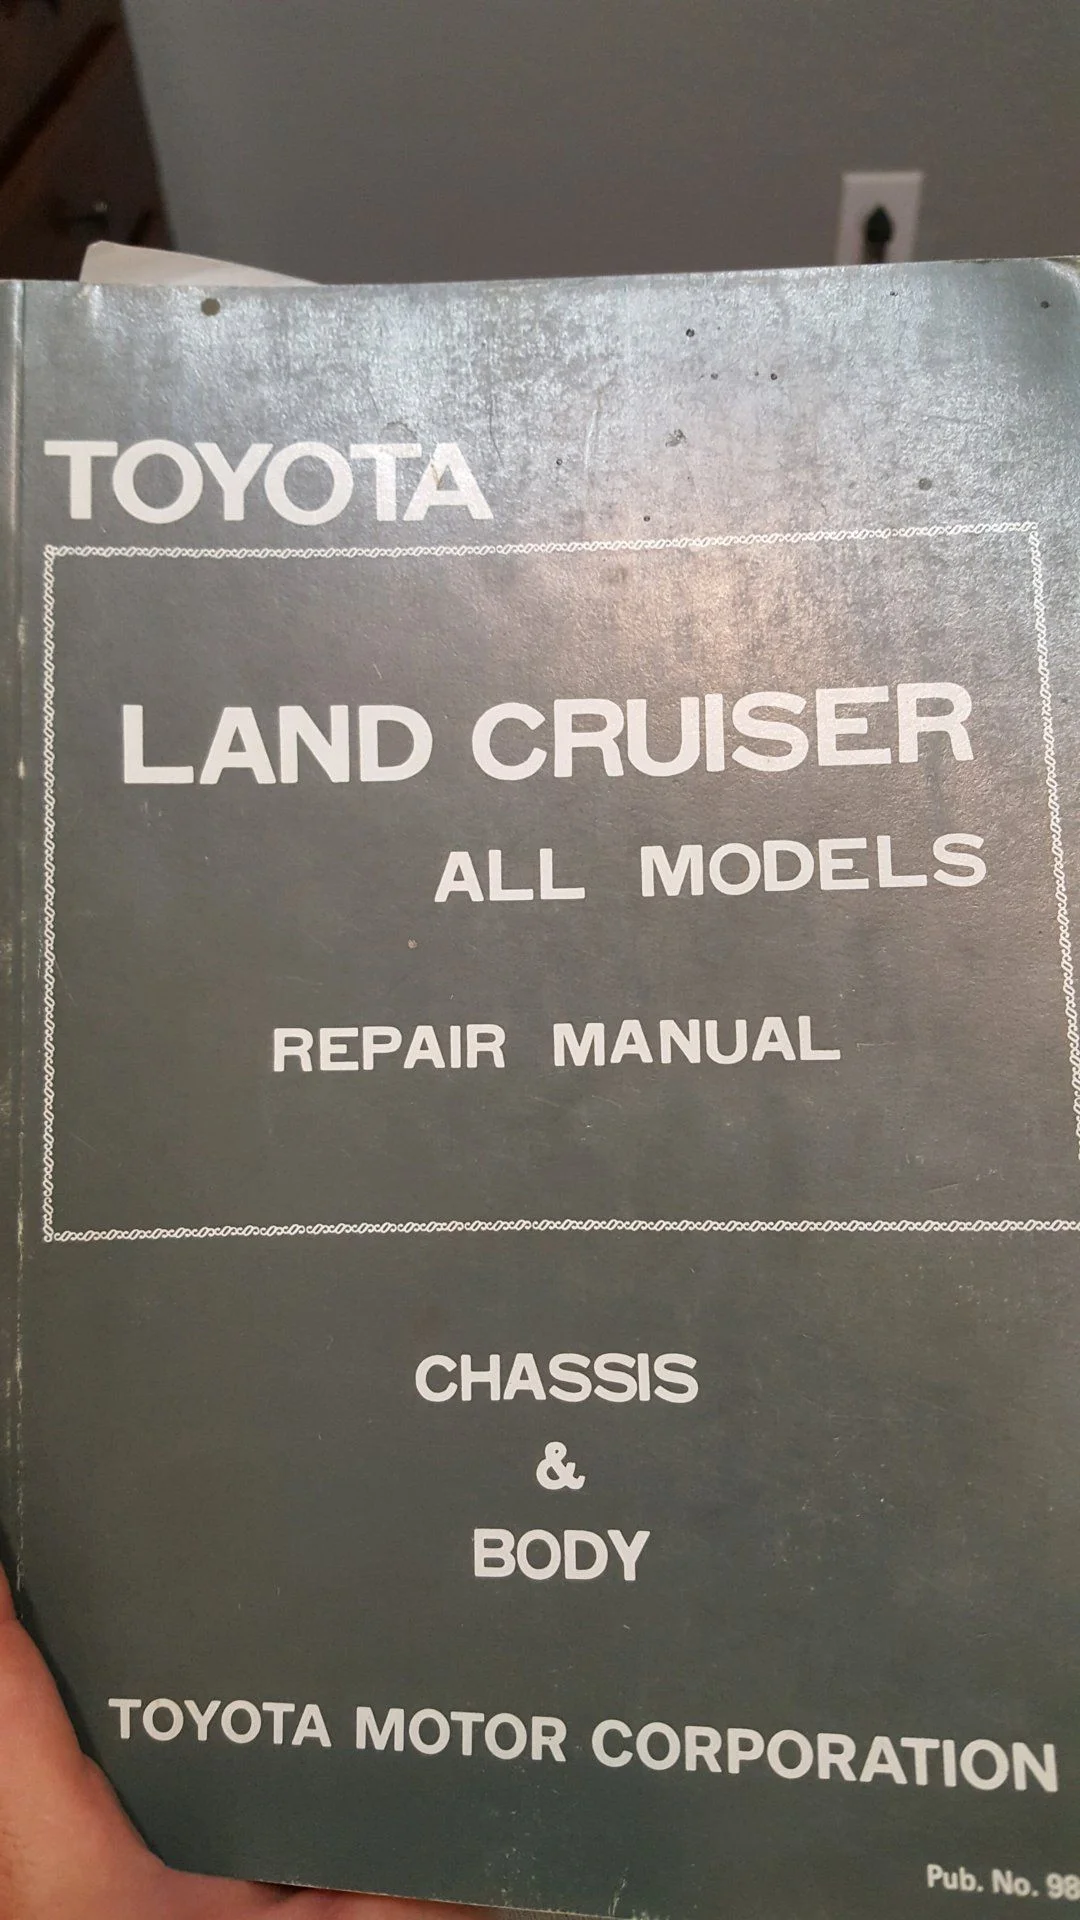 TOYOTA
LAND CRUISER
ALL MODELS
REPAIR MANUAL
CHASSIS
&
BODY
TOYOTA MOTOR CORPORATION
Pub. No. 98